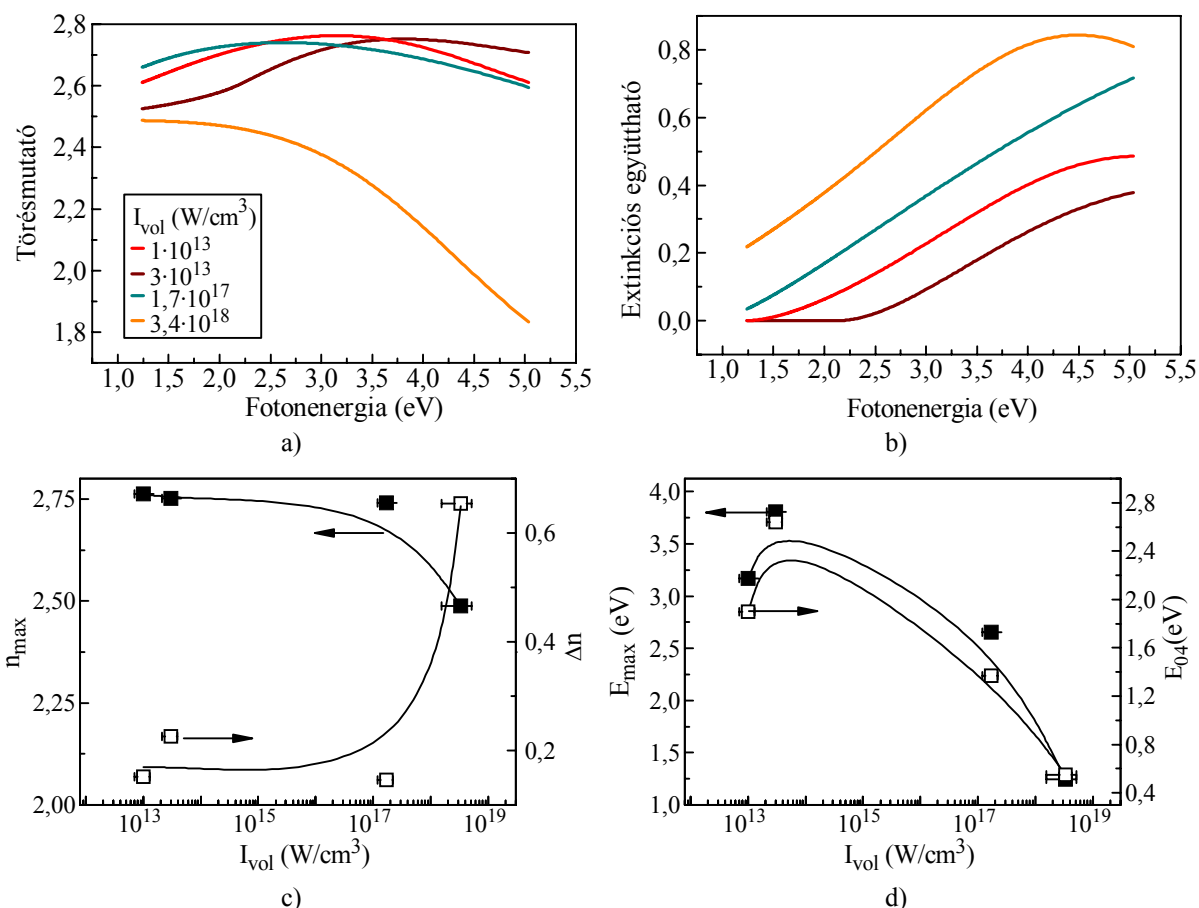 2,8
2,6
2,4
2,2
2,0
1,8
Törésmutató
I_vol (W/cm³)
1·10¹³
3·10¹³
1,7·10¹⁷
3,4·10¹⁸
1,0 1,5 2,0 2,5 3,0 3,5 4,0 4,5 5,0 5,5
Fotonenergia (eV)
a)
0,8
0,6
0,4
0,2
0,0
Extinkciós együttható
1,0 1,5 2,0 2,5 3,0 3,5 4,0 4,5 5,0 5,5
Fotonenergia (eV)
b)
2,75
2,50
2,25
2,00
n_max
0,6
0,4
0,2
Δn
10¹³ 10¹⁵ 10¹⁷ 10¹⁹
I_vol (W/cm³)
c)
4,0
3,5
3,0
2,5
2,0
1,5
1,0
E_max (eV)
2,8
2,4
2,0
1,6
1,2
0,8
0,4
E₀₄(eV)
10¹³ 10¹⁵ 10¹⁷ 10¹⁹
I_vol (W/cm³)
d)